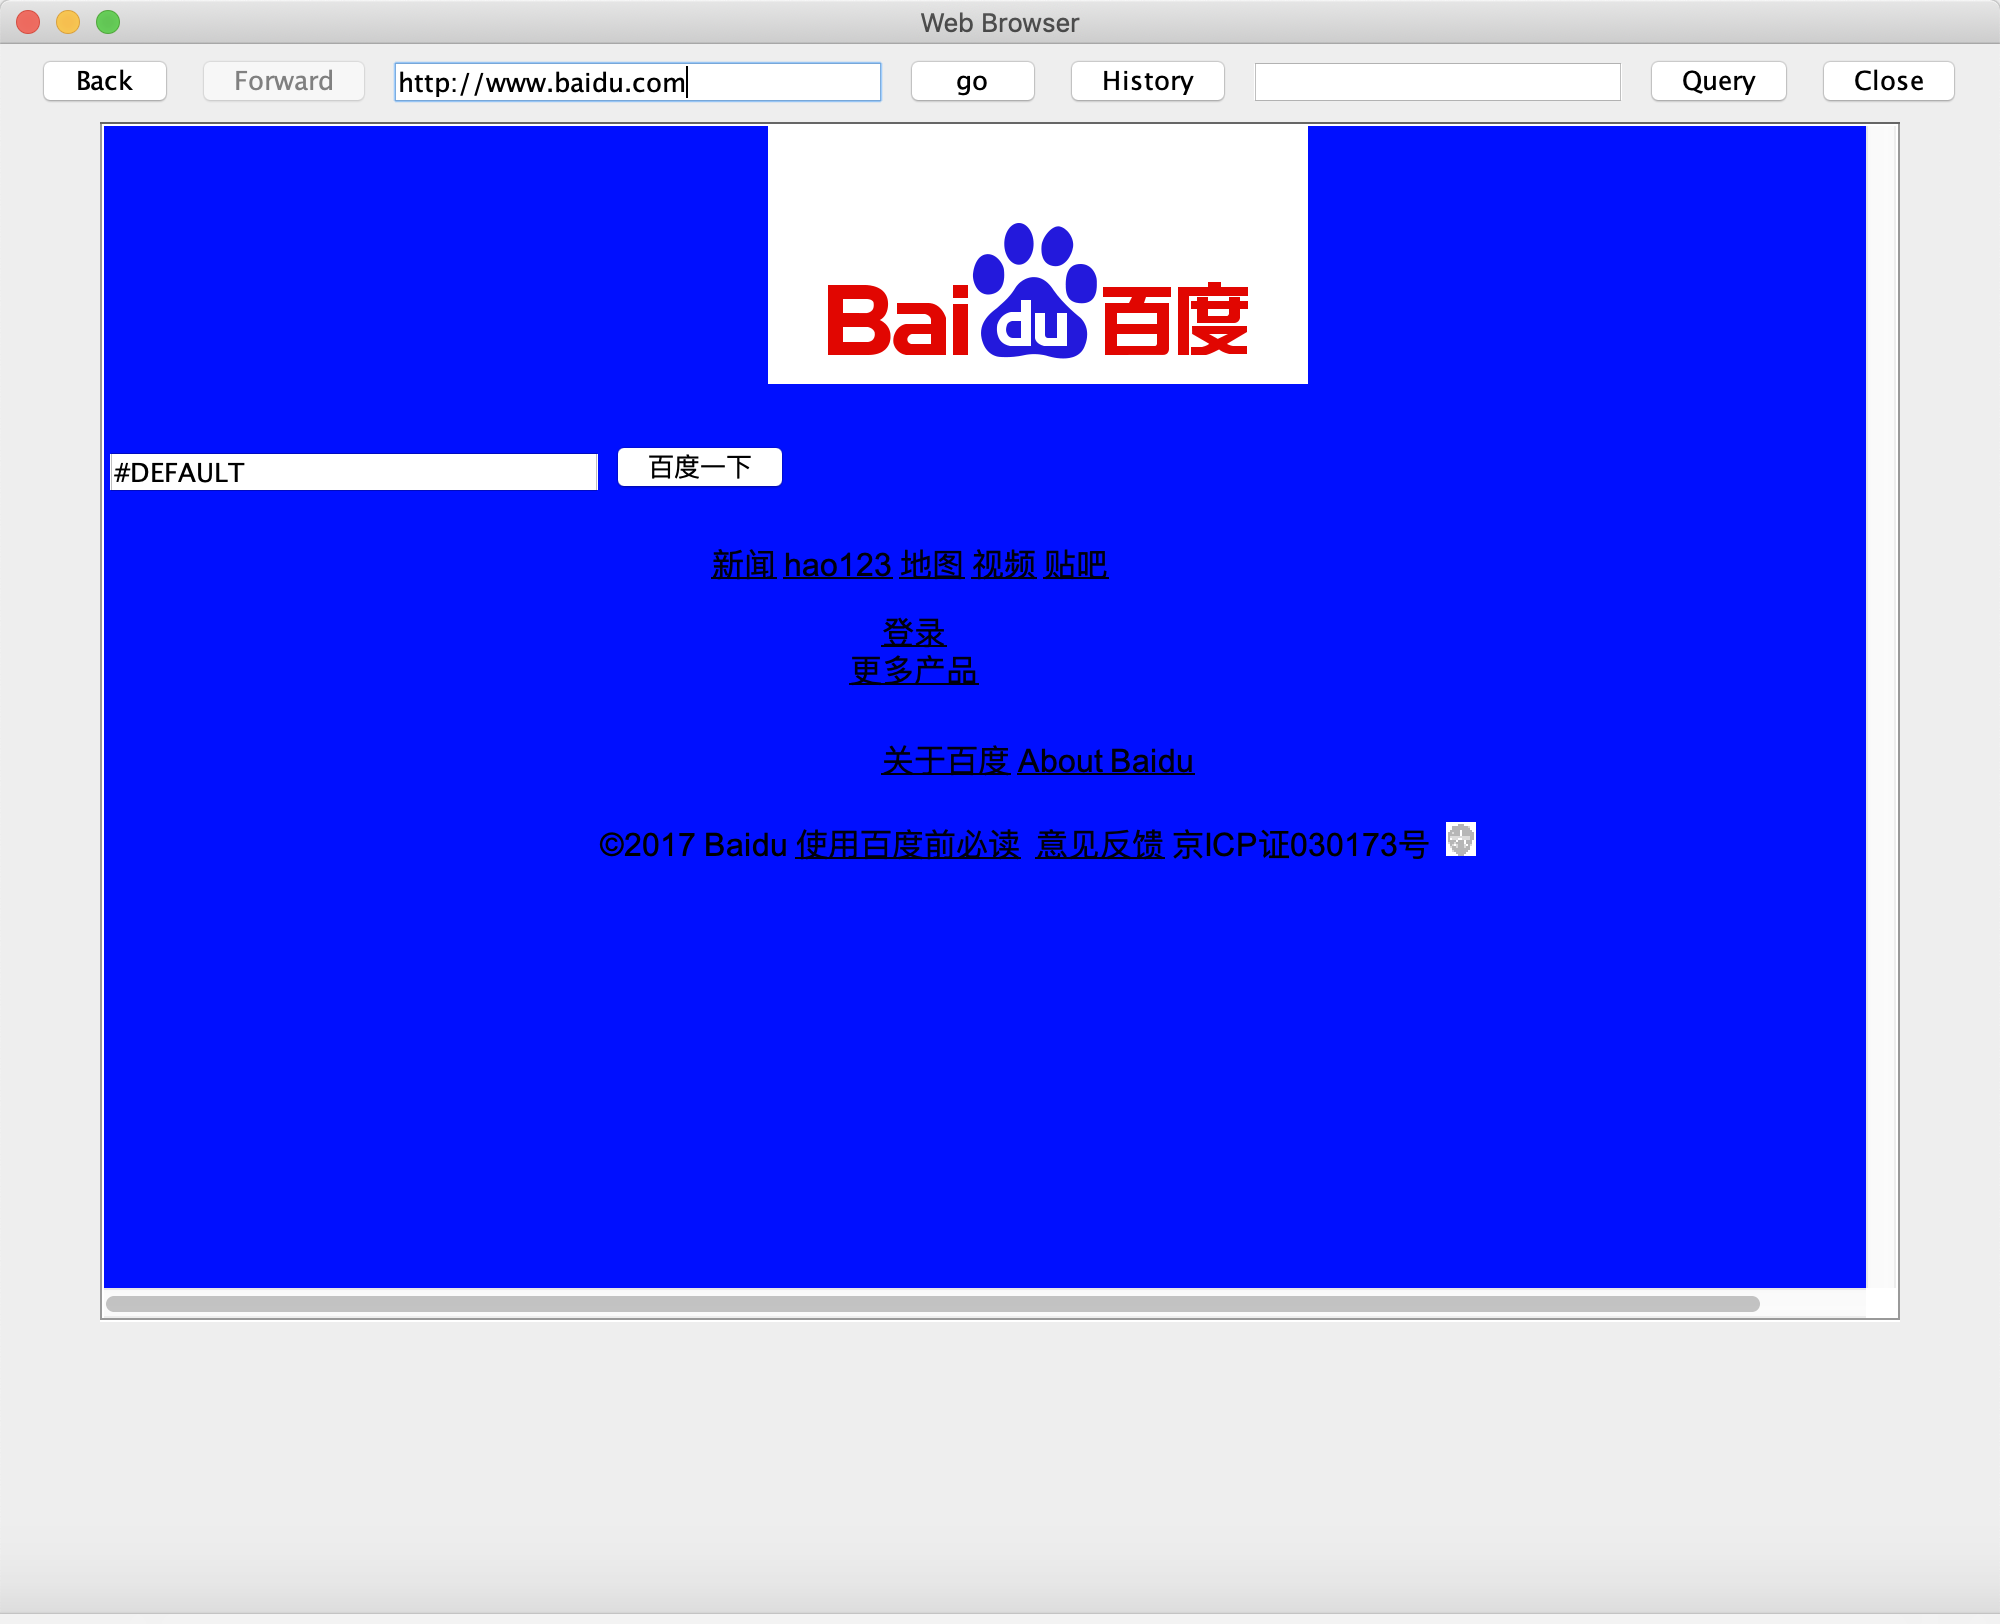 Web Browser
Back Forward http://www.baidu.com go History Query Close
Bai du 百度
#DEFAULT 百度一下
新闻 hao123 地图 视频 贴吧
登录
更多产品
关于百度 About Baidu
©2017 Baidu 使用百度前必读 意见反馈 京ICP证030173号